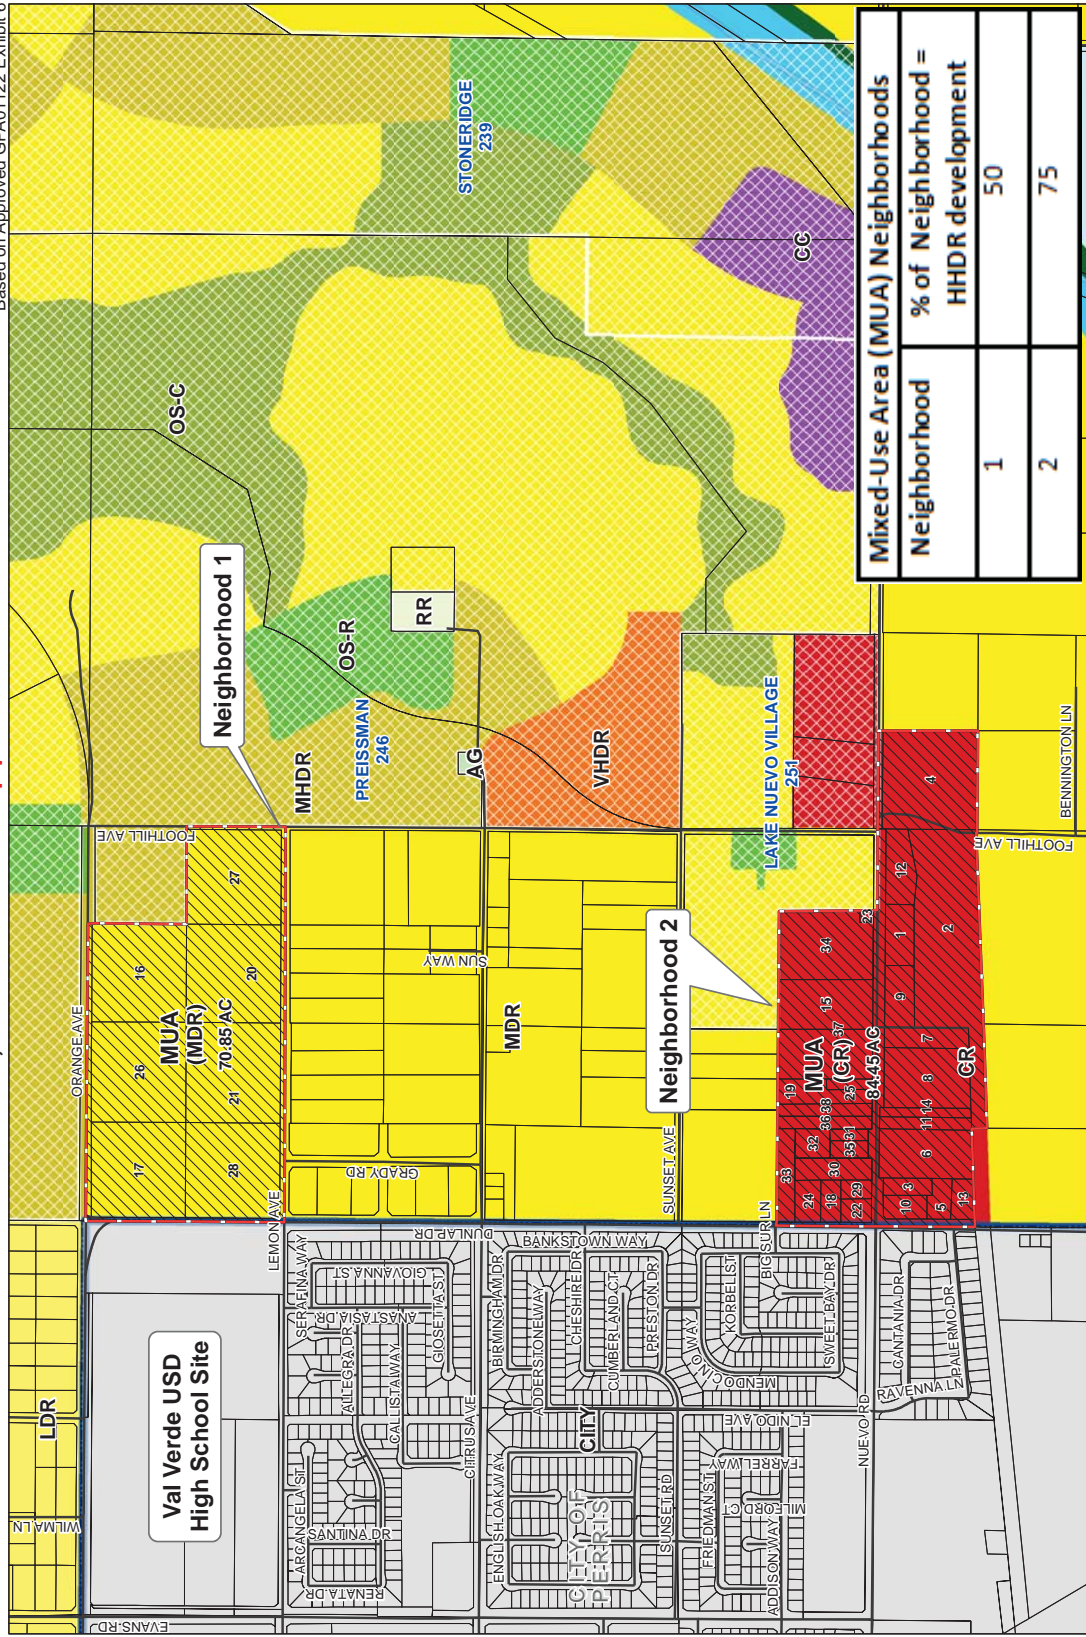 Based on Approved GPA01122 Exhibit 6
LDR
WILMA LN
EVANS RD
Val Verde USD
High School Site
ORANGE AVE
FOOTHILL AVE
LEMON AVE
MUA
(MDR)
70.85 AC
17
26
16
28
21
20
27
Neighborhood 1
OS-C
OS-R
RR
MHDR
PREISSMAN
246
AG
VHDR
STONERIDGE
239
CC
SERAFINA WAY
GIOVANNA ST
ANASTASIA DR
GIOSETTA ST
ALLEGRA DR
CALLISTA WAY
ARCANGELA ST
SANTINA DR
RENATA DR
CITRUS AVE
DUNLAP DR
GRADY RD
SUN WAY
MDR
BIRMINGHAM DR
BANKSTOWN WAY
ADDERSTONE WAY
CHESHIRE DR
CUMBERLAND CT
PRESTON DR
ENGLISH OAK WAY
CITY
CITY OF
PERRIS
SUNSET RD
SUNSET AVE
FRIEDMAN ST
FARRELL WAY
MILFORD CT
ADDISON WAY
EL NIDO AVE
MENDOCINO WAY
KORBEL ST
BIG SUR LN
SWEET BAY DR
NUEVO RD
RAVENNA LN
CANTANIA DR
PALERMO DR
Neighborhood 2
LAKE NUEVO VILLAGE
251
MUA
(CR)
84.45 AC
33
24
18
22
29
30
32
35
31
36
38
25
19
37
15
34
23
10
3
5
13
6
11
14
8
7
9
1
12
2
4
CR
FOOTHILL AVE
BENNINGTON LN
Mixed-Use Area (MUA) Neighborhoods
Neighborhood
% of Neighborhood =
HHDR development
1
50
2
75